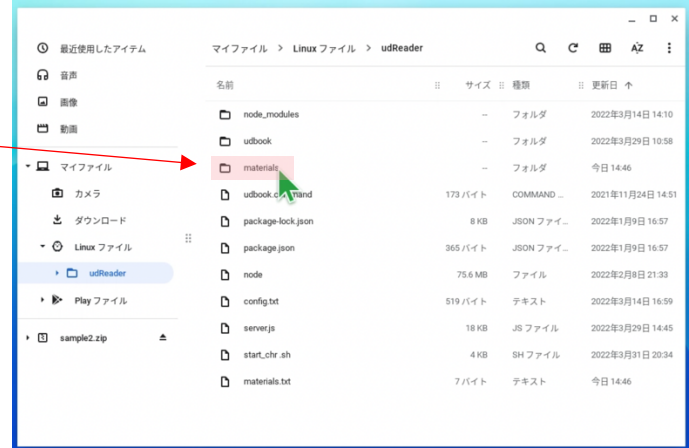 最近使用したアイテム
音声
画像
動画
マイファイル
カメラ
ダウンロード
Linux ファイル
udReader
Play ファイル
sample2.zip
マイファイル > Linux ファイル > udReader
AZ
名前 サイズ 種類 更新日
node_modules -- フォルダ 2022年3月14日 14:10
udbook -- フォルダ 2022年3月29日 10:58
materials -- フォルダ 今日 14:46
udbook.command 173 バイト COMMAND ... 2021年11月24日 14:51
package-lock.json 8 KB JSON ファイ... 2022年1月9日 16:57
package.json 365 バイト JSON ファイ... 2022年1月9日 16:57
node 75.6 MB ファイル 2022年2月8日 21:33
config.txt 519 バイト テキスト 2022年3月14日 16:59
server.js 18 KB JS ファイル 2022年3月29日 14:45
start_chr .sh 4 KB SH ファイル 2022年3月31日 20:34
materials.txt 7 バイト テキスト 今日 14:46